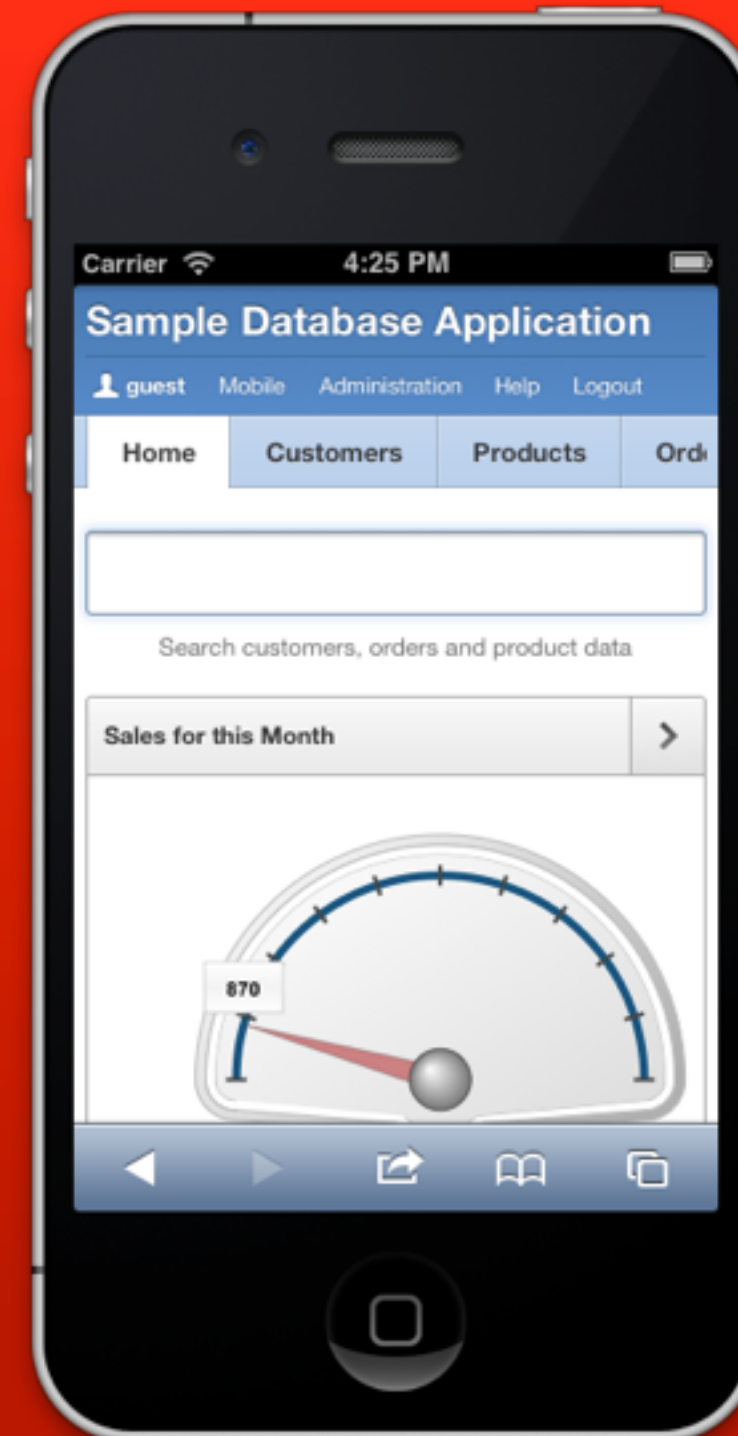 Carrier 4:25 PM
Sample Database Application
guest Mobile Administration Help Logout
Home Customers Products Orde
Search customers, orders and product data
Sales for this Month
870